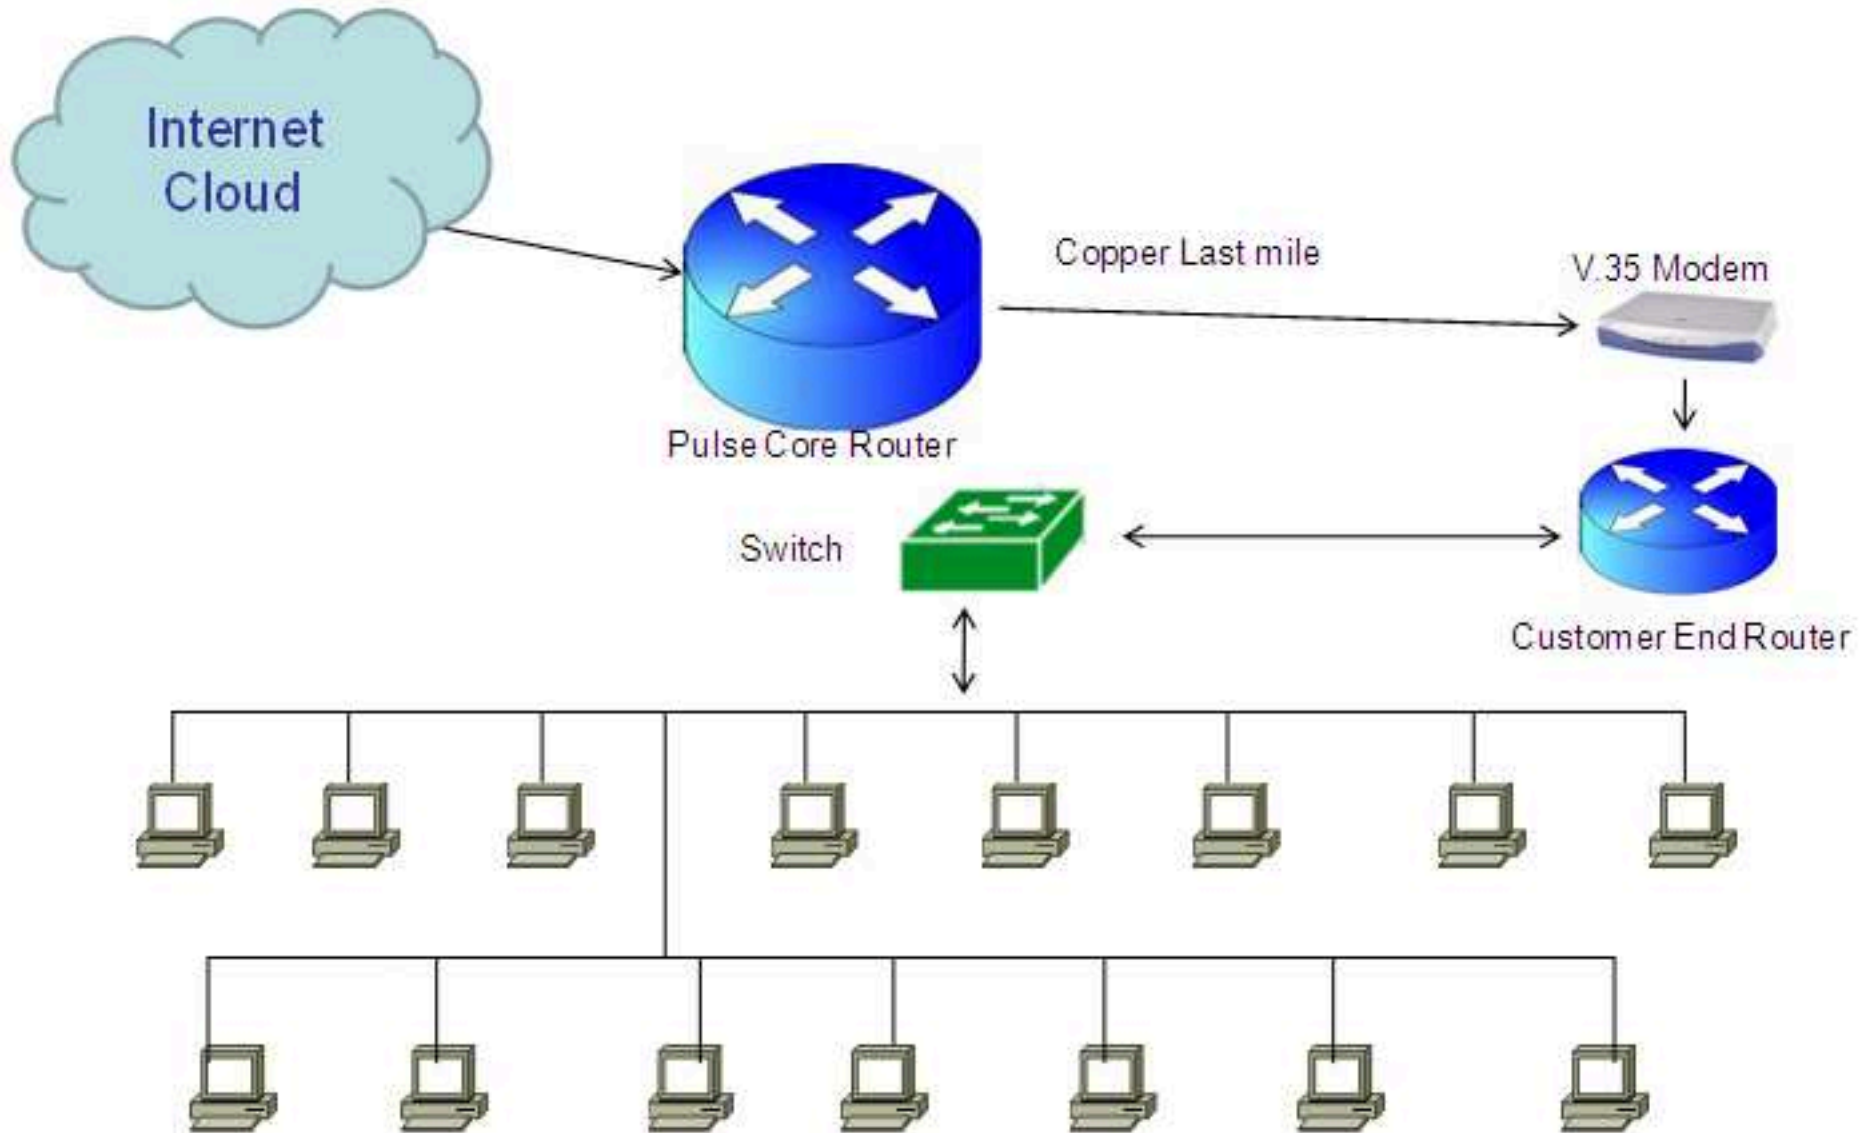 Internet
Cloud
Copper Last mile
V.35 Modem
Pulse Core Router
Switch
Customer End Router